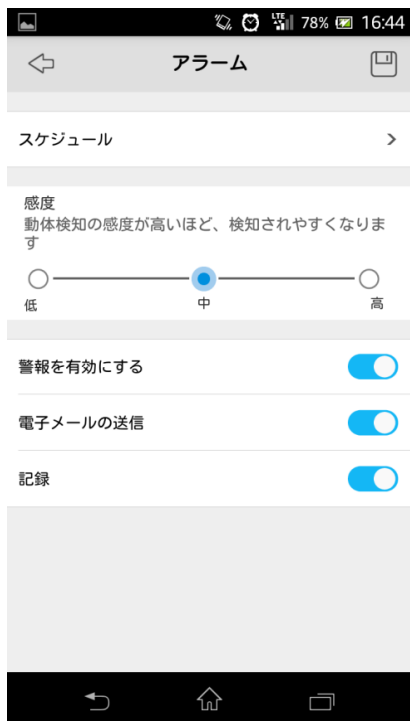 LTE 78% 16:44
アラーム
スケジュール
感度
動体検知の感度が高いほど、検知されやすくなりま
す
低 中 高
警報を有効にする
電子メールの送信
記録